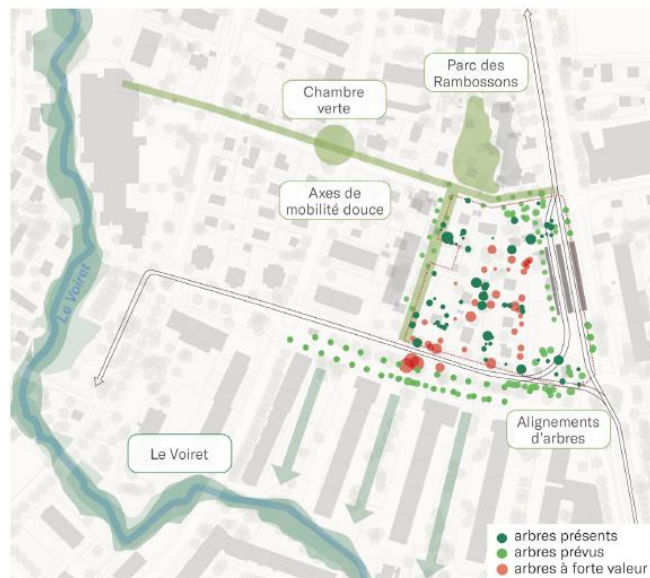 Parc des
Rambossons
Chambre
verte
Axes de
mobilité douce
Le Voiret
Le Voiret
Alignements
d'arbres
arbres présents
arbres prévus
arbres à forte valeur